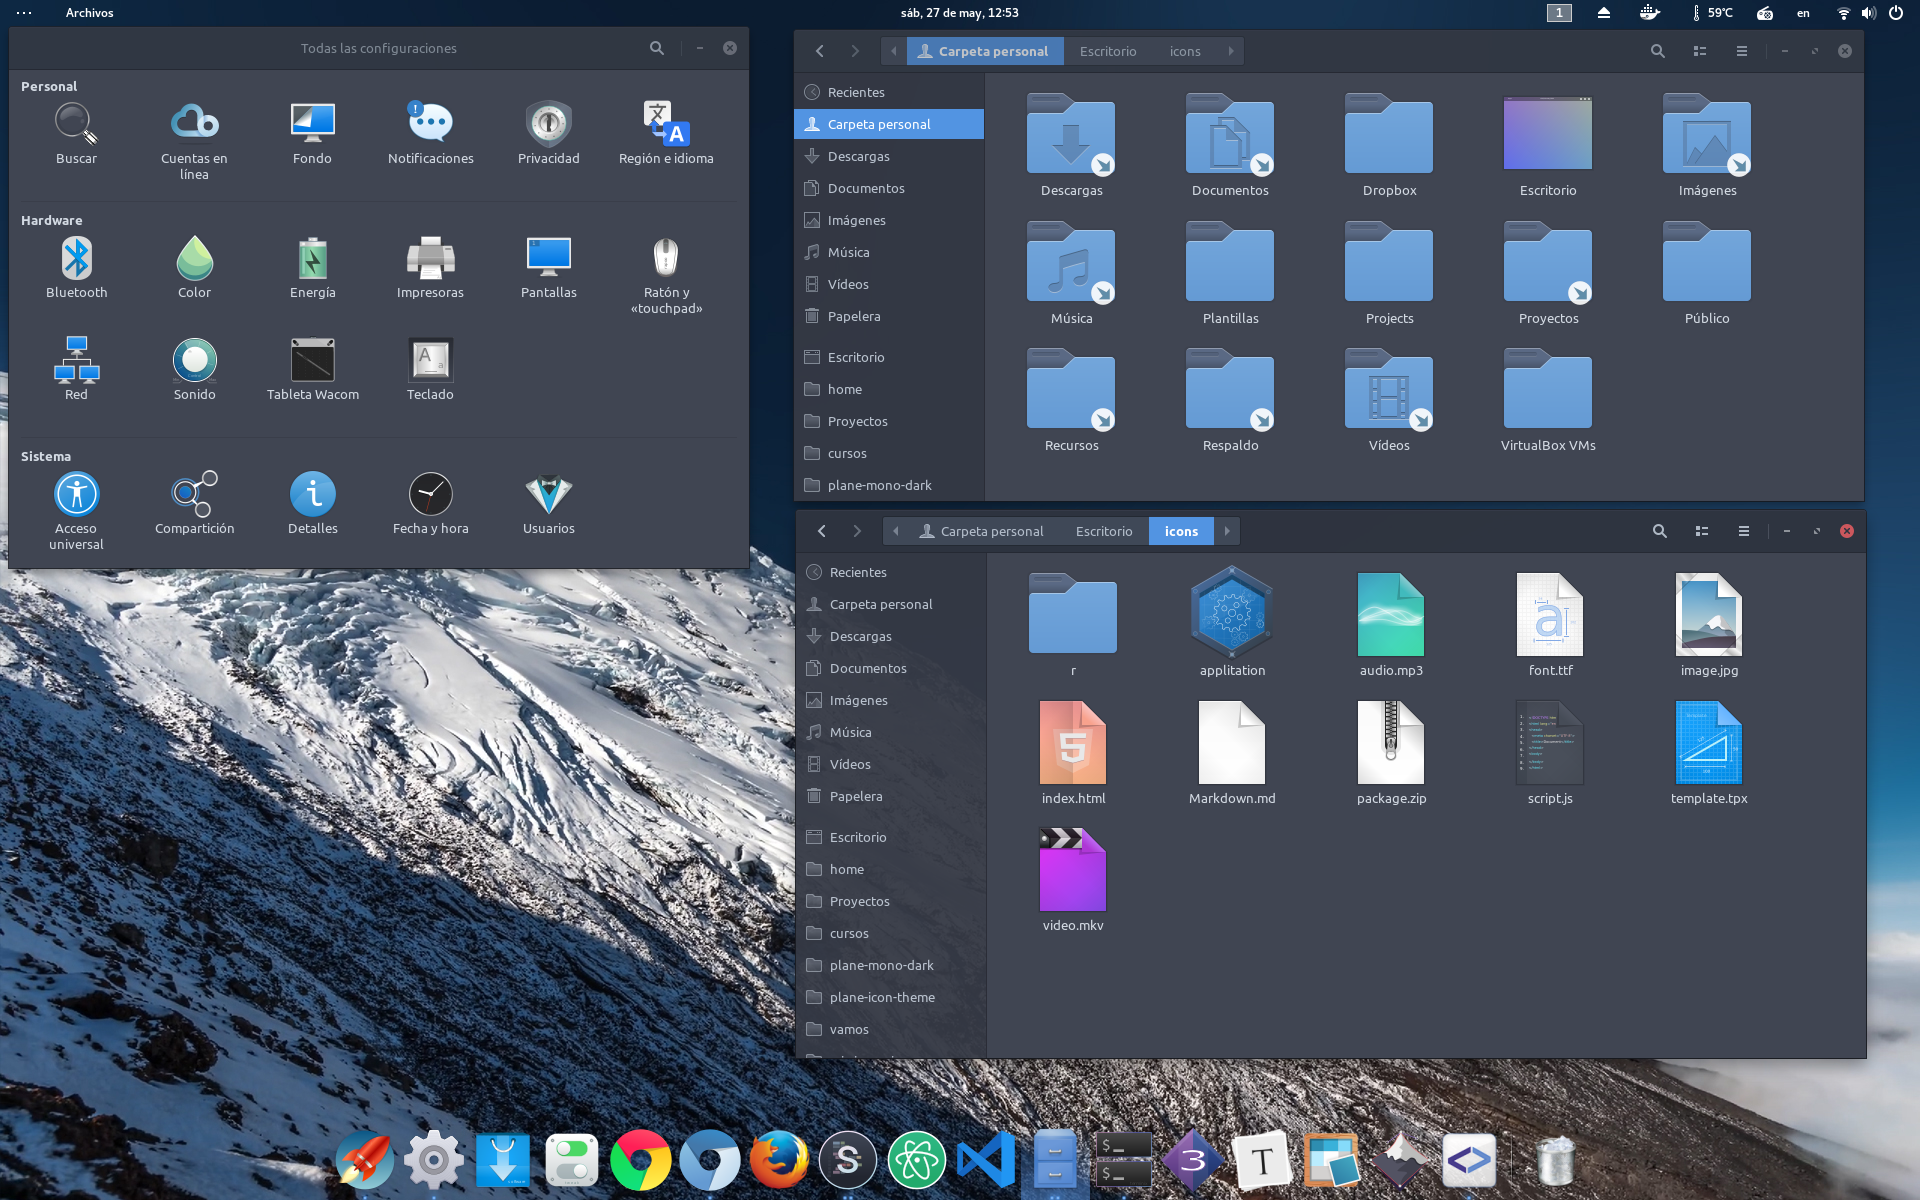 Archivos
sáb, 27 de may, 12:53
1
59℃
en
Todas las configuraciones
Personal
Buscar
Cuentas en
línea
Fondo
Notificaciones
Privacidad
Región e idioma
Hardware
Bluetooth
Color
Energía
Impresoras
Pantallas
Ratón y
«touchpad»
Red
Sonido
Tableta Wacom
Teclado
Sistema
Acceso
universal
Compartición
Detalles
Fecha y hora
Usuarios
Carpeta personal
Escritorio
icons
Recientes
Carpeta personal
Descargas
Documentos
Imágenes
Música
Vídeos
Papelera
Escritorio
home
Proyectos
cursos
plane-mono-dark
Descargas
Documentos
Dropbox
Escritorio
Imágenes
Música
Plantillas
Projects
Proyectos
Público
Recursos
Respaldo
Vídeos
VirtualBox VMs
Carpeta personal
Escritorio
icons
Recientes
Carpeta personal
Descargas
Documentos
Imágenes
Música
Vídeos
Papelera
Escritorio
home
Proyectos
cursos
plane-mono-dark
plane-icon-theme
vamos
r
applitation
audio.mp3
font.ttf
image.jpg
index.html
Markdown.md
package.zip
script.js
template.tpx
video.mkv